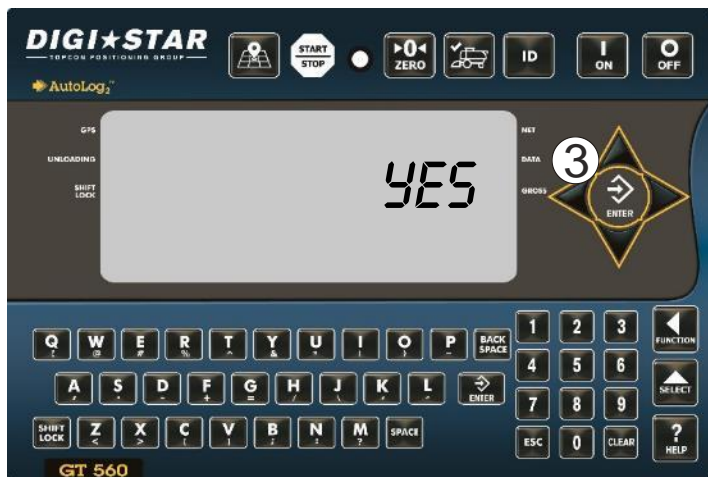 DIGI★STAR
TOPCON POSITIONING GROUP
AutoLog2™
START
STOP
0
ZERO
ID
I
ON
O
OFF
GPS
UNLOADING
SHIFT
LOCK
YES
NET
DATA
GROSS
3
ENTER
Q W E R T Y U I O P BACK SPACE
! @ # % ^ &
A S D F G H J K L ENTER
+ = / \
SHIFT LOCK Z X C V B N M SPACE
< > ?
1 2 3
4 5 6
7 8 9
ESC 0 CLEAR
FUNCTION
SELECT
?
HELP
GT 560